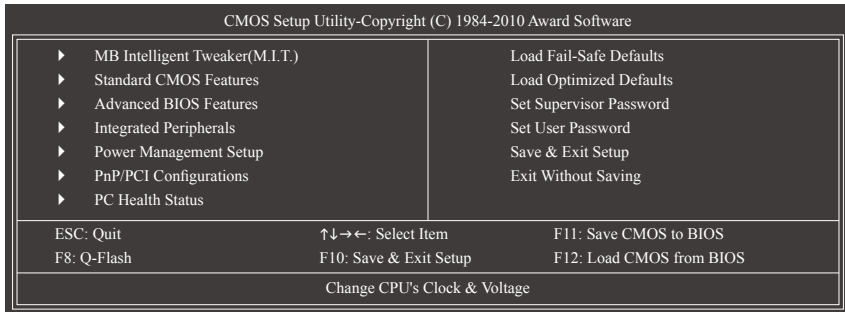 CMOS Setup Utility-Copyright (C) 1984-2010 Award Software
MB Intelligent Tweaker(M.I.T.)
Standard CMOS Features
Advanced BIOS Features
Integrated Peripherals
Power Management Setup
PnP/PCI Configurations
PC Health Status
Load Fail-Safe Defaults
Load Optimized Defaults
Set Supervisor Password
Set User Password
Save & Exit Setup
Exit Without Saving
ESC: Quit ↑↓→←: Select Item F11: Save CMOS to BIOS
F8: Q-Flash F10: Save & Exit Setup F12: Load CMOS from BIOS
Change CPU's Clock & Voltage